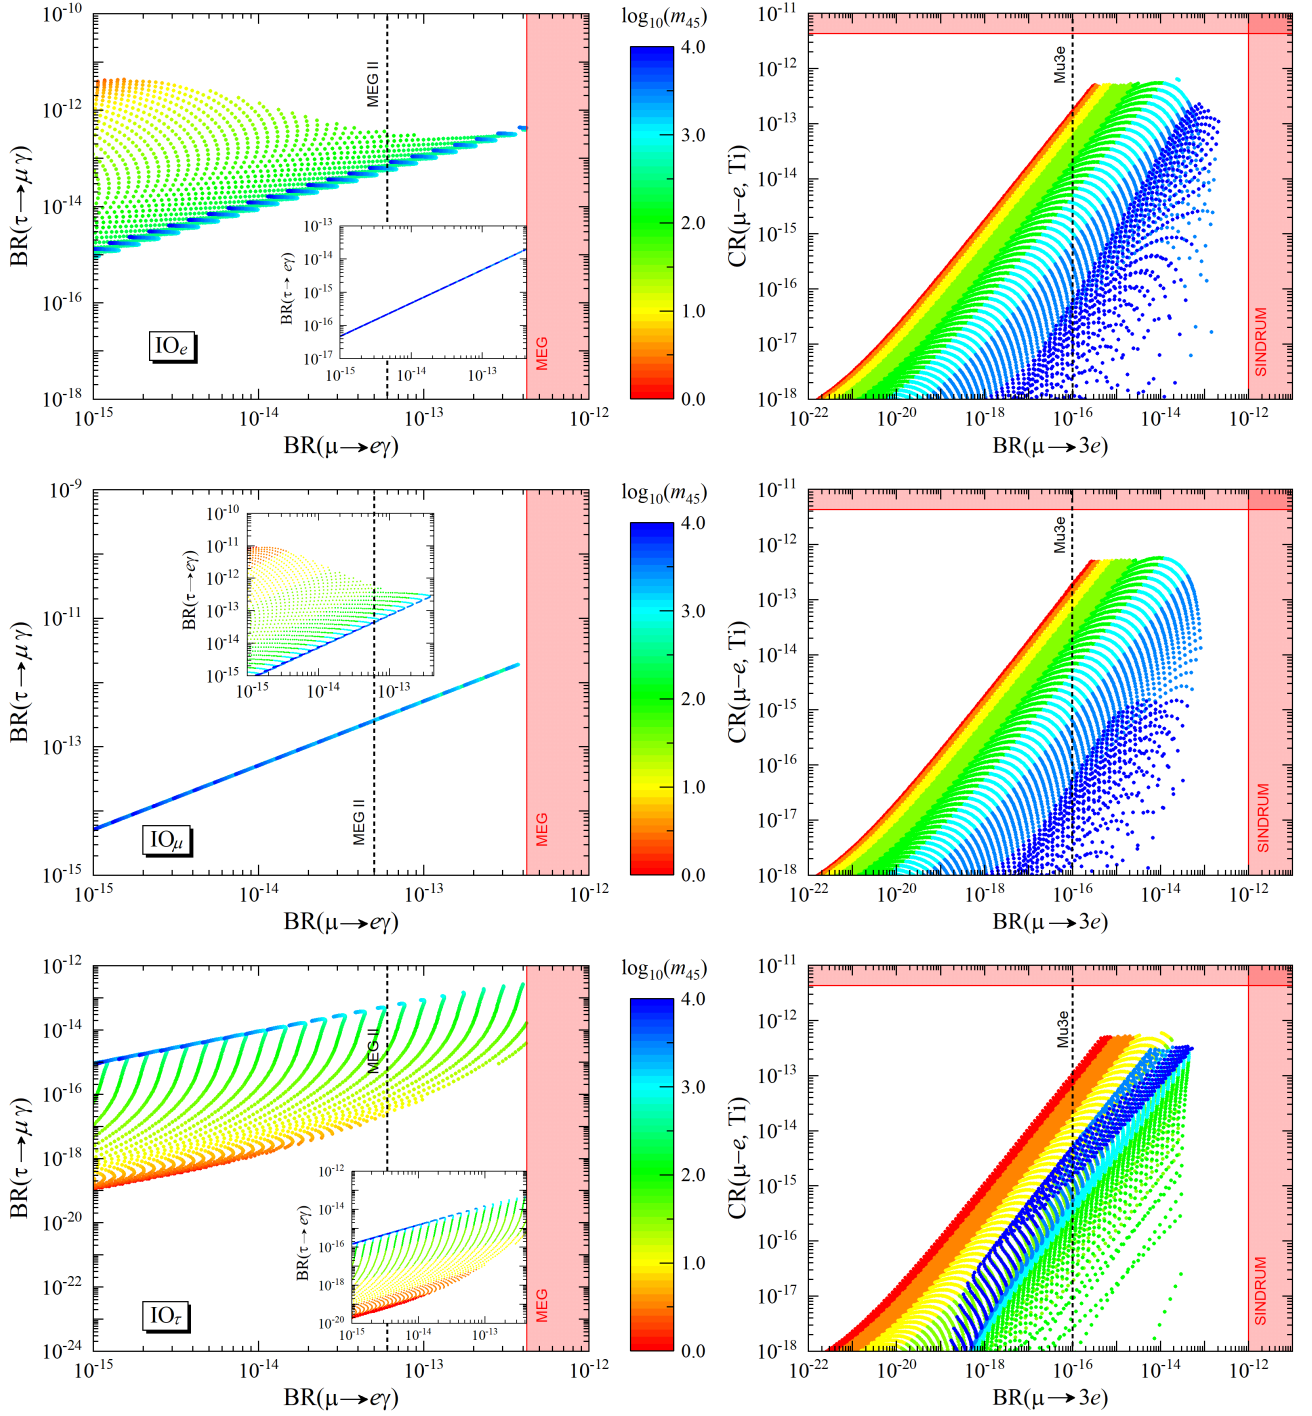 10⁻¹⁰
10⁻¹²
10⁻¹⁴
10⁻¹⁶
10⁻¹⁸
BR(τ→μγ)
MEG II
MEG
IOe
10⁻¹³
10⁻¹⁴
10⁻¹⁵
10⁻¹⁶
10⁻¹⁷
BR(τ→eγ)
10⁻¹⁵ 10⁻¹⁴ 10⁻¹³
10⁻¹⁵ 10⁻¹⁴ 10⁻¹³ 10⁻¹²
BR(μ→eγ)
log₁₀(m₄₅)
4.0
3.0
2.0
1.0
0.0
10⁻¹¹
10⁻¹²
10⁻¹³
10⁻¹⁴
10⁻¹⁵
10⁻¹⁶
10⁻¹⁷
10⁻¹⁸
CR(μ−e, Ti)
Mu3e
SINDRUM
10⁻²² 10⁻²⁰ 10⁻¹⁸ 10⁻¹⁶ 10⁻¹⁴ 10⁻¹²
BR(μ→3e)
10⁻⁹
10⁻¹¹
10⁻¹³
10⁻¹⁵
BR(τ→μγ)
10⁻¹⁰
10⁻¹¹
10⁻¹²
10⁻¹³
10⁻¹⁴
10⁻¹⁵
BR(τ→eγ)
10⁻¹⁵ 10⁻¹⁴ 10⁻¹³
MEG II
MEG
IOμ
10⁻¹⁵ 10⁻¹⁴ 10⁻¹³ 10⁻¹²
BR(μ→eγ)
log₁₀(m₄₅)
4.0
3.0
2.0
1.0
0.0
10⁻¹¹
10⁻¹²
10⁻¹³
10⁻¹⁴
10⁻¹⁵
10⁻¹⁶
10⁻¹⁷
10⁻¹⁸
CR(μ−e, Ti)
Mu3e
SINDRUM
10⁻²² 10⁻²⁰ 10⁻¹⁸ 10⁻¹⁶ 10⁻¹⁴ 10⁻¹²
BR(μ→3e)
10⁻¹²
10⁻¹⁴
10⁻¹⁶
10⁻¹⁸
10⁻²⁰
10⁻²²
10⁻²⁴
BR(τ→μγ)
MEG II
MEG
IOτ
10⁻¹²
10⁻¹⁴
10⁻¹⁶
10⁻¹⁸
10⁻²⁰
BR(τ→eγ)
10⁻¹⁵ 10⁻¹⁴ 10⁻¹³
10⁻¹⁵ 10⁻¹⁴ 10⁻¹³ 10⁻¹²
BR(μ→eγ)
log₁₀(m₄₅)
4.0
3.0
2.0
1.0
0.0
10⁻¹¹
10⁻¹²
10⁻¹³
10⁻¹⁴
10⁻¹⁵
10⁻¹⁶
10⁻¹⁷
10⁻¹⁸
CR(μ−e, Ti)
Mu3e
SINDRUM
10⁻²² 10⁻²⁰ 10⁻¹⁸ 10⁻¹⁶ 10⁻¹⁴ 10⁻¹²
BR(μ→3e)